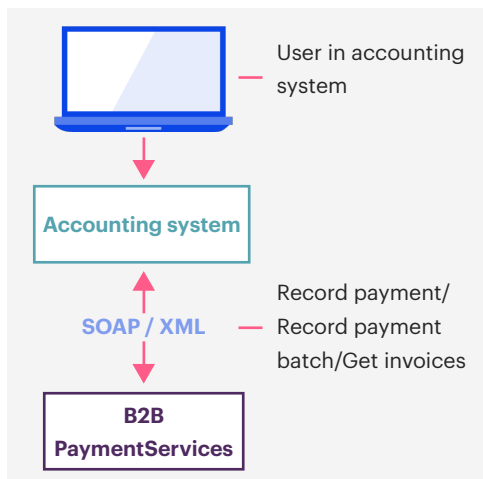 User in accounting
system
Accounting system
SOAP / XML
Record payment/
Record payment
batch/Get invoices
B2B
PaymentServices